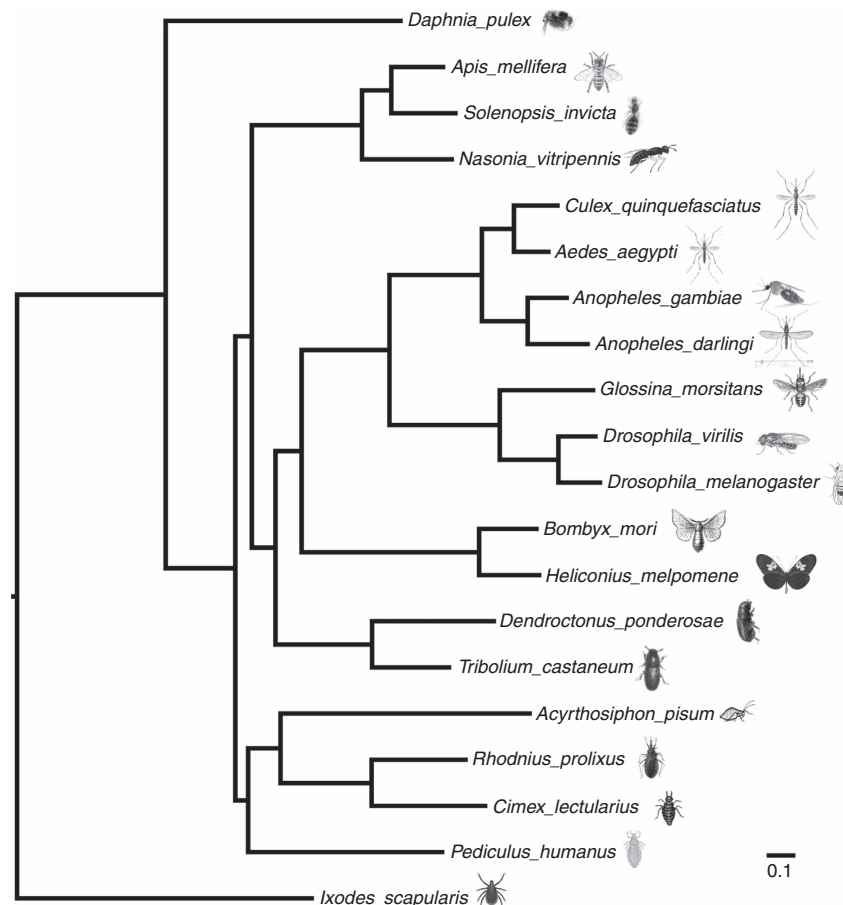 Daphnia_pulex
Apis_mellifera
Solenopsis_invicta
Nasonia_vitripennis
Culex_quinquefasciatus
Aedes_aegypti
Anopheles_gambiae
Anopheles_darlingi
Glossina_morsitans
Drosophila_virilis
Drosophila_melanogaster
Bombyx_mori
Heliconius_melpomene
Dendroctonus_ponderosae
Tribolium_castaneum
Acyrthosiphon_pisum
Rhodnius_prolixus
Cimex_lectularius
Pediculus_humanus
0.1
Ixodes_scapularis